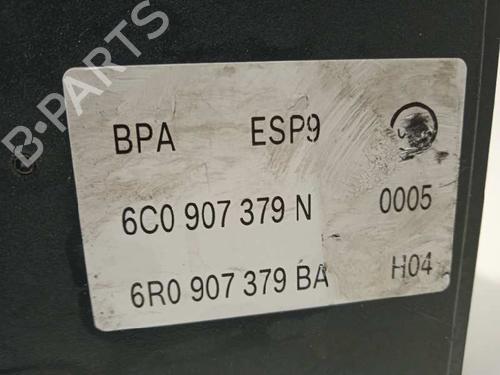 B-PARTS
BPA ESP9
6C0 907 379 N 0005
6R0 907 379 BA H04